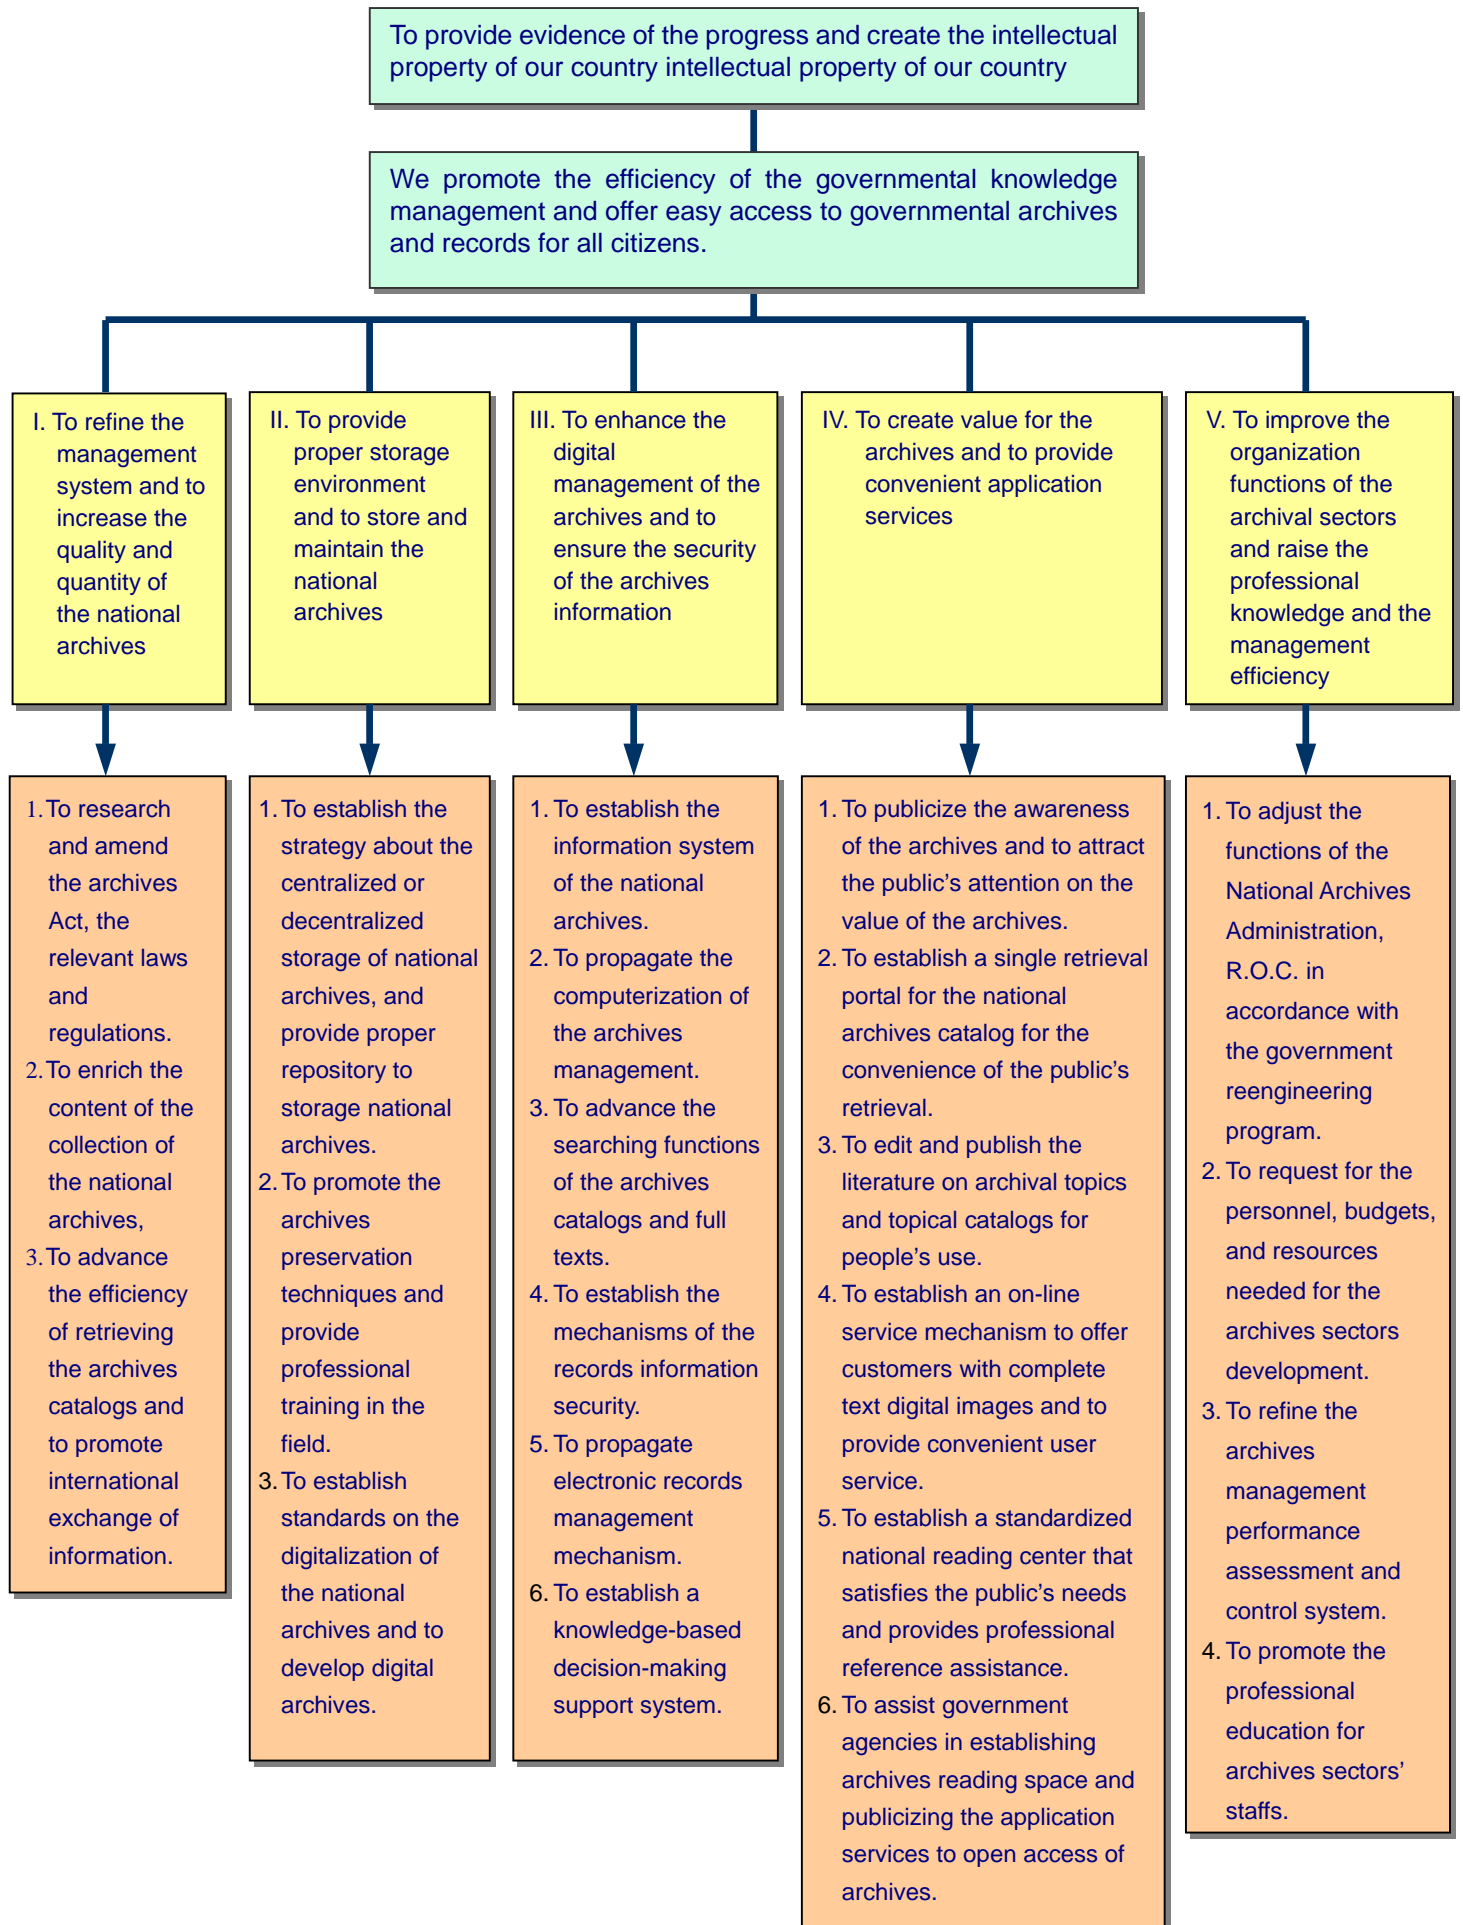 To provide evidence of the progress and create the intellectual
property of our country intellectual property of our country
We promote the efficiency of the governmental knowledge
management and offer easy access to governmental archives
and records for all citizens.
I. To refine the
management
system and to
increase the
quality and
quantity of
the national
archives
II. To provide
proper storage
environment
and to store and
maintain the
national
archives
III. To enhance the
digital
management of the
archives and to
ensure the security
of the archives
information
IV. To create value for the
archives and to provide
convenient application
services
V. To improve the
organization
functions of the
archival sectors
and raise the
professional
knowledge and the
management
efficiency
1. To research
and amend
the archives
Act, the
relevant laws
and
regulations.
2. To enrich the
content of the
collection of
the national
archives,
3. To advance
the efficiency
of retrieving
the archives
catalogs and
to promote
international
exchange of
information.
1. To establish the
strategy about the
centralized or
decentralized
storage of national
archives, and
provide proper
repository to
storage national
archives.
2. To promote the
archives
preservation
techniques and
provide
professional
training in the
field.
3. To establish
standards on the
digitalization of
the national
archives and to
develop digital
archives.
1. To establish the
information system
of the national
archives.
2. To propagate the
computerization of
the archives
management.
3. To advance the
searching functions
of the archives
catalogs and full
texts.
4. To establish the
mechanisms of the
records information
security.
5. To propagate
electronic records
management
mechanism.
6. To establish a
knowledge-based
decision-making
support system.
1. To publicize the awareness
of the archives and to attract
the public’s attention on the
value of the archives.
2. To establish a single retrieval
portal for the national
archives catalog for the
convenience of the public’s
retrieval.
3. To edit and publish the
literature on archival topics
and topical catalogs for
people’s use.
4. To establish an on-line
service mechanism to offer
customers with complete
text digital images and to
provide convenient user
service.
5. To establish a standardized
national reading center that
satisfies the public’s needs
and provides professional
reference assistance.
6. To assist government
agencies in establishing
archives reading space and
publicizing the application
services to open access of
archives.
1. To adjust the
functions of the
National Archives
Administration,
R.O.C. in
accordance with
the government
reengineering
program.
2. To request for the
personnel, budgets,
and resources
needed for the
archives sectors
development.
3. To refine the
archives
management
performance
assessment and
control system.
4. To promote the
professional
education for
archives sectors’
staffs.